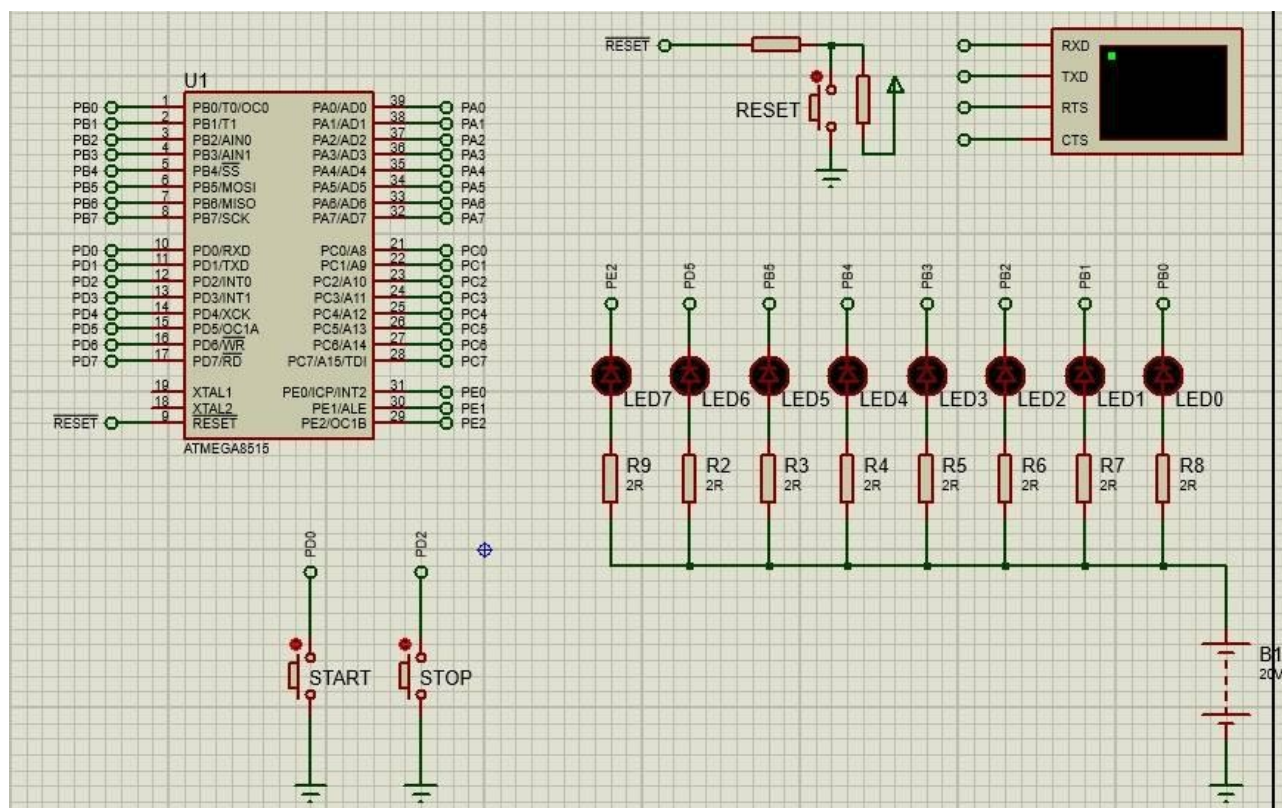 U1
PB0 1 PB0/T0/OC0 PA0/AD0 39 PA0
PB1 2 PB1/T1 PA1/AD1 38 PA1
PB2 3 PB2/AIN0 PA2/AD2 37 PA2
PB3 4 PB3/AIN1 PA3/AD3 36 PA3
PB4 5 PB4/SS PA4/AD4 35 PA4
PB5 6 PB5/MOSI PA5/AD5 34 PA5
PB6 7 PB6/MISO PA6/AD6 33 PA6
PB7 8 PB7/SCK PA7/AD7 32 PA7
PD0 10 PD0/RXD PC0/A8 21 PC0
PD1 11 PD1/TXD PC1/A9 22 PC1
PD2 12 PD2/INT0 PC2/A10 23 PC2
PD3 13 PD3/INT1 PC3/A11 24 PC3
PD4 14 PD4/XCK PC4/A12 25 PC4
PD5 15 PD5/OC1A PC5/A13 26 PC5
PD6 16 PD6/WR PC6/A14 27 PC6
PD7 17 PD7/RD PC7/A15/TDI 28 PC7
19 XTAL1 PE0/ICP/INT2 31 PE0
18 XTAL2 PE1/ALE 30 PE1
RESET 9 RESET PE2/OC1B 29 PE2
ATMEGA8515
RESET
RESET
RXD
TXD
RTS
CTS
PE2 PD5 PB5 PB4 PB3 PB2 PB1 PB0
LED7 LED6 LED5 LED4 LED3 LED2 LED1 LED0
R9 R2 R3 R4 R5 R6 R7 R8
2R 2R 2R 2R 2R 2R 2R 2R
PD0 PD2
START STOP
B1
20V